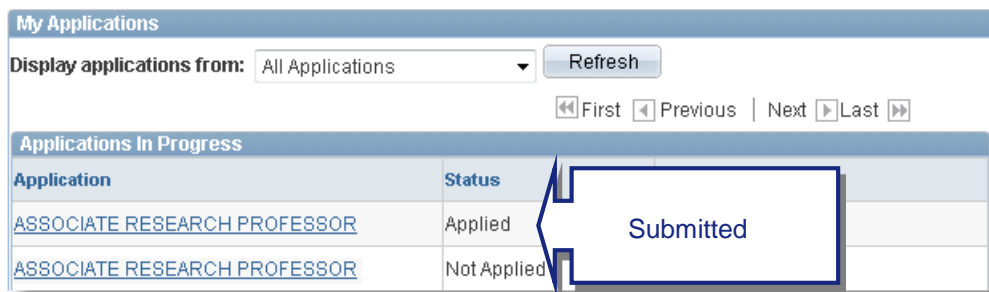 My Applications
Display applications from: All Applications Refresh
First Previous | Next Last
Applications In Progress
Application Status
ASSOCIATE RESEARCH PROFESSOR Applied Submitted
ASSOCIATE RESEARCH PROFESSOR Not Applied